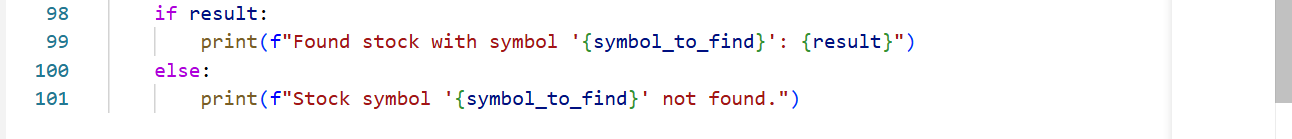 98 if result:
99 print(f"Found stock with symbol '{symbol_to_find}': {result}")
100 else:
101 print(f"Stock symbol '{symbol_to_find}' not found.")